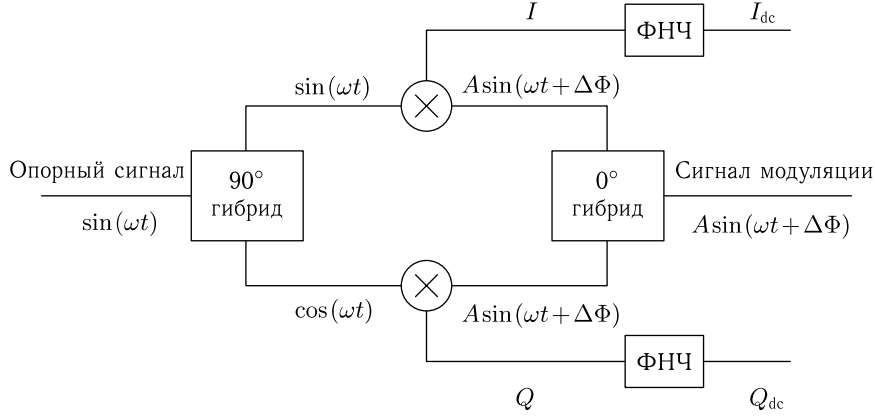 I
ФНЧ
I_dc
sin(ωt)
A sin(ωt + ΔΦ)
Опорный сигнал
90°
гибрид
0°
гибрид
Сигнал модуляции
sin(ωt)
A sin(ωt + ΔΦ)
cos(ωt)
A sin(ωt + ΔΦ)
ФНЧ
Q
Q_dc